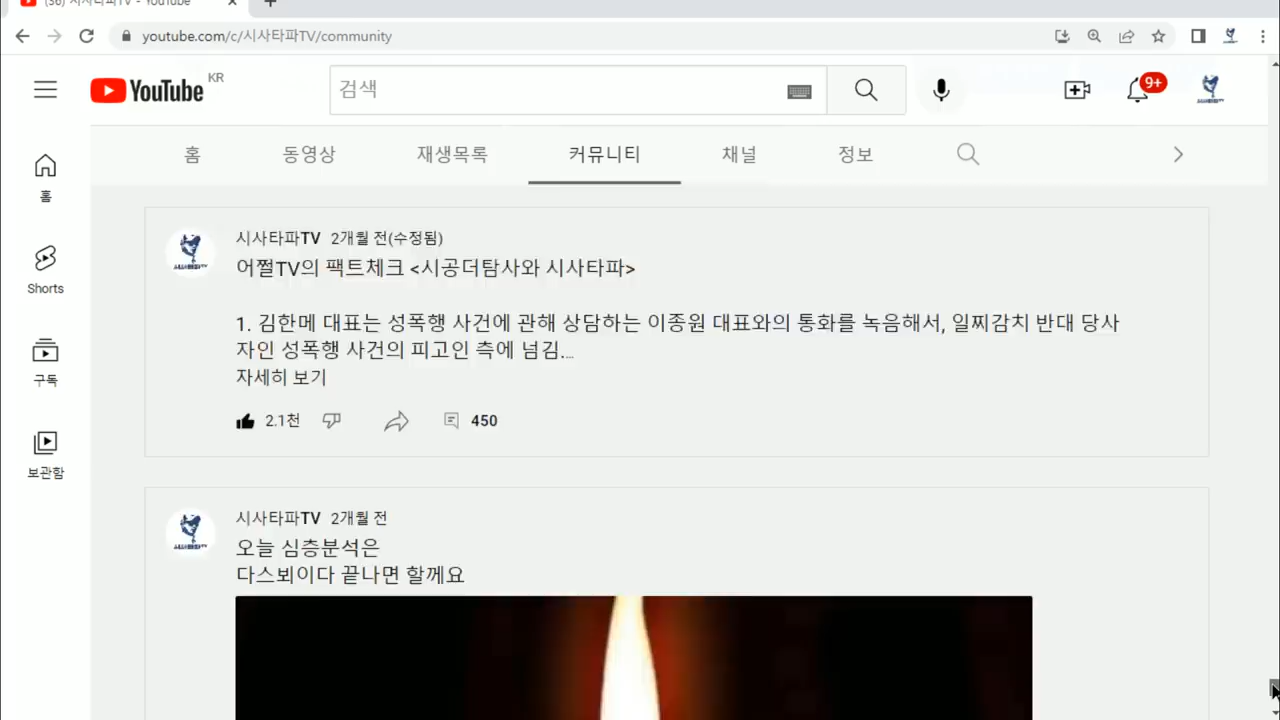 (36) 시사타파TV - YouTube
youtube.com/c/시사타파TV/community
YouTube KR
검색
9+
홈 동영상 재생목록 커뮤니티 채널 정보
홈
Shorts
구독
보관함
시사타파TV 2개월 전(수정됨)
어쩔TV의 팩트체크 <시공더탐사와 시사타파>
1. 김한메 대표는 성폭행 사건에 관해 상담하는 이종원 대표와의 통화를 녹음해서, 일찌감치 반대 당사
자인 성폭행 사건의 피고인 측에 넘김...
자세히 보기
2.1천 450
시사타파TV 2개월 전
오늘 심층분석은
다스뵈이다 끝나면 할께요